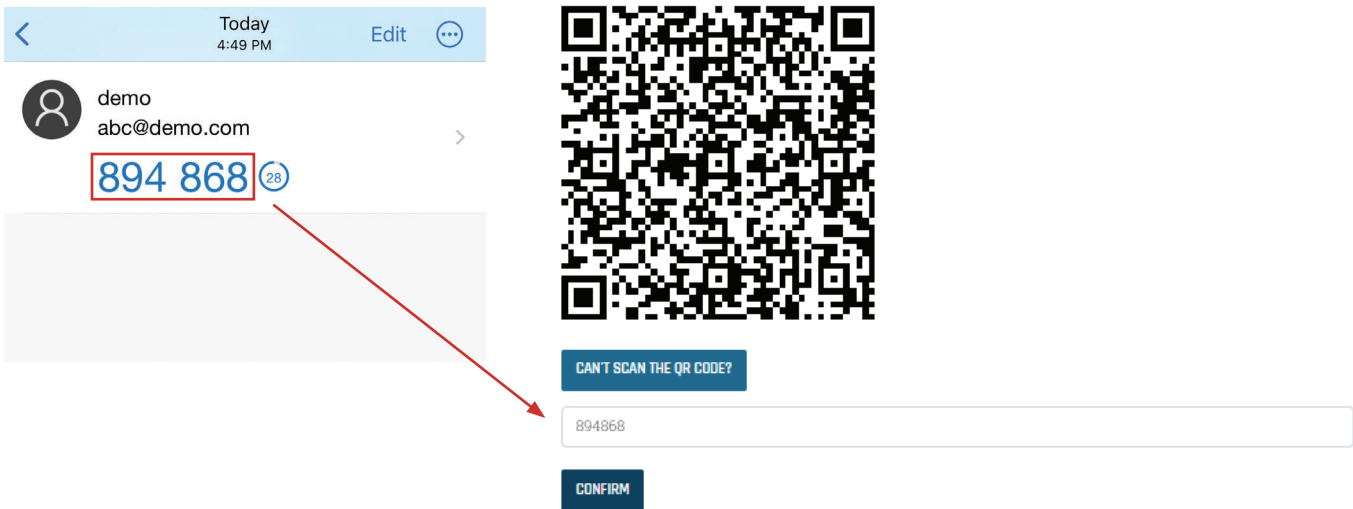 Today
4:49 PM
Edit
demo
abc@demo.com
894 868
28
CAN'T SCAN THE QR CODE?
894868
CONFIRM